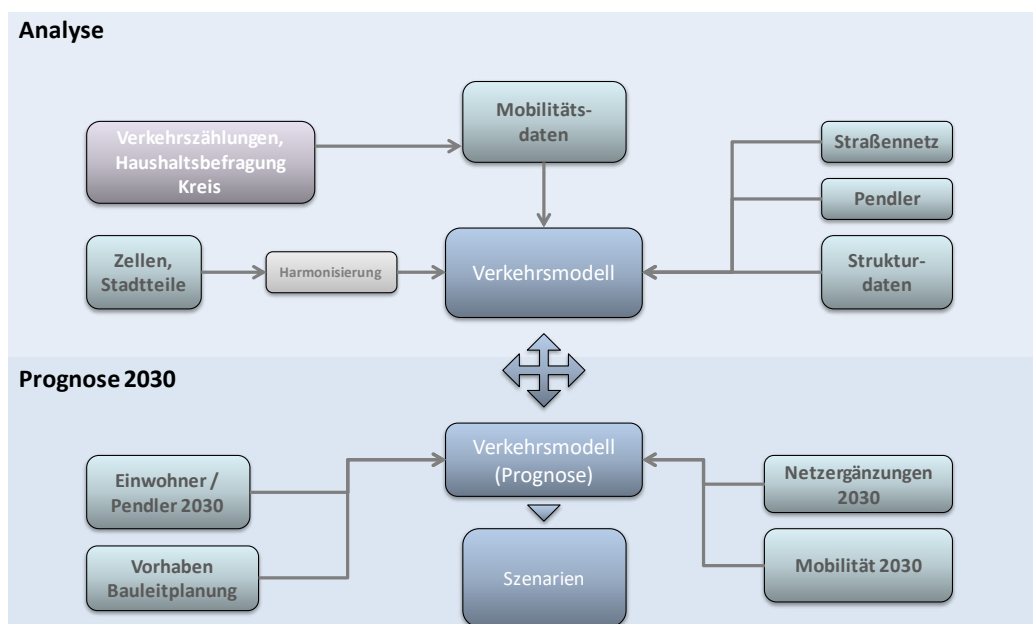 Analyse
Mobilitäts-
daten
Verkehrszählungen,
Haushaltsbefragung
Kreis
Straßennetz
Pendler
Zellen,
Stadtteile
Harmonisierung
Verkehrsmodell
Struktur-
daten
Prognose 2030
Verkehrsmodell
(Prognose)
Einwohner /
Pendler 2030
Netzergänzungen
2030
Vorhaben
Bauleitplanung
Szenarien
Mobilität 2030